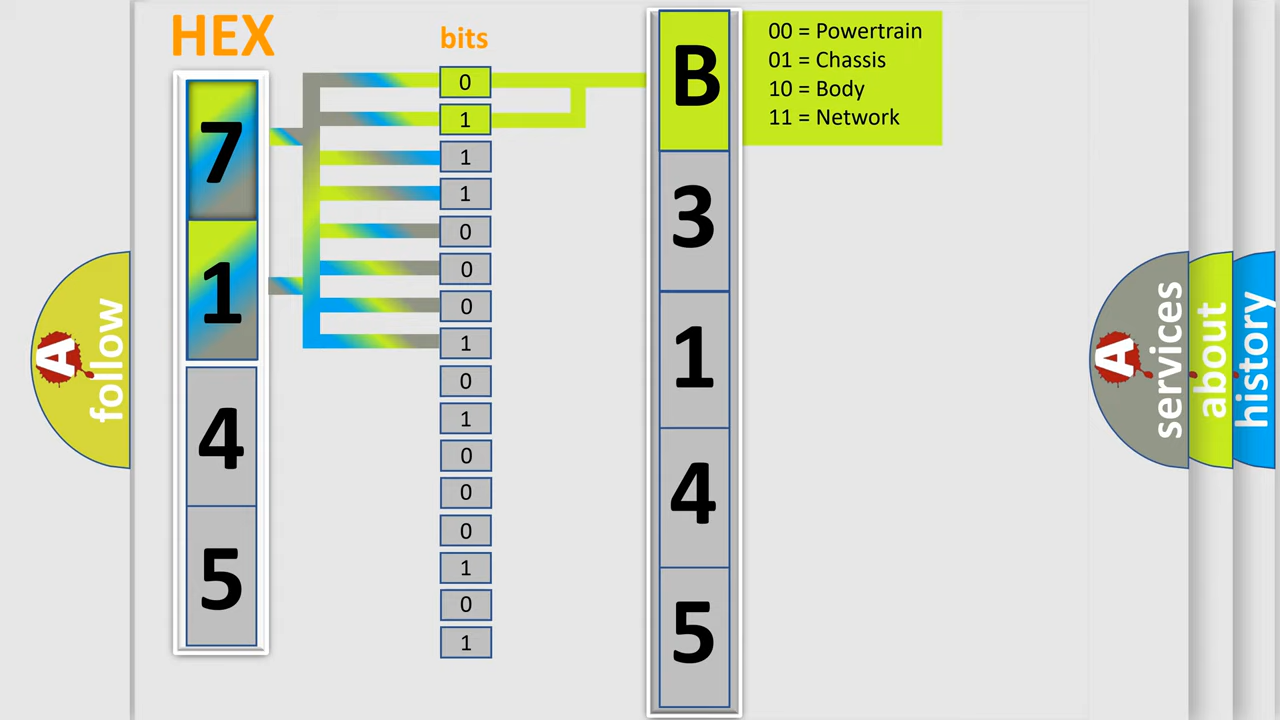 HEX
bits
7
1
4
5
0
1
1
1
0
0
0
1
0
1
0
0
0
1
0
1
B
3
1
4
5
00 = Powertrain
01 = Chassis
10 = Body
11 = Network
A
follow
A
services
about
history